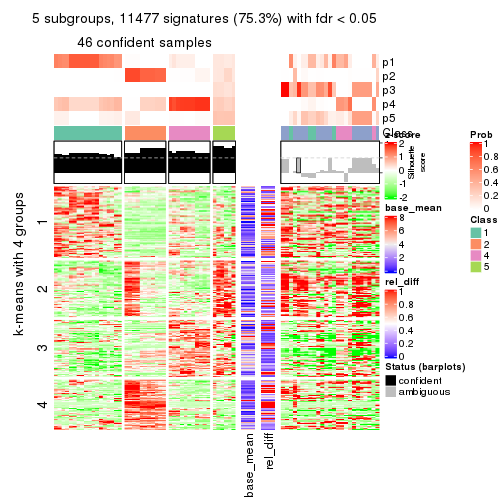 5 subgroups, 11477 signatures (75.3%) with fdr < 0.05
46 confident samples
p1
p2
p3
p4
p5
Class
Silhouette
score
k-means with 4 groups
1
2
3
4
base_mean
rel_diff
z-score
2
1
0
-1
-2
base_mean
8
6
4
2
0
rel_diff
1
0.8
0.6
0.4
0.2
0
Status (barplots)
confident
ambiguous
Prob
1
0.8
0.6
0.4
0.2
0
Class
1
2
4
5